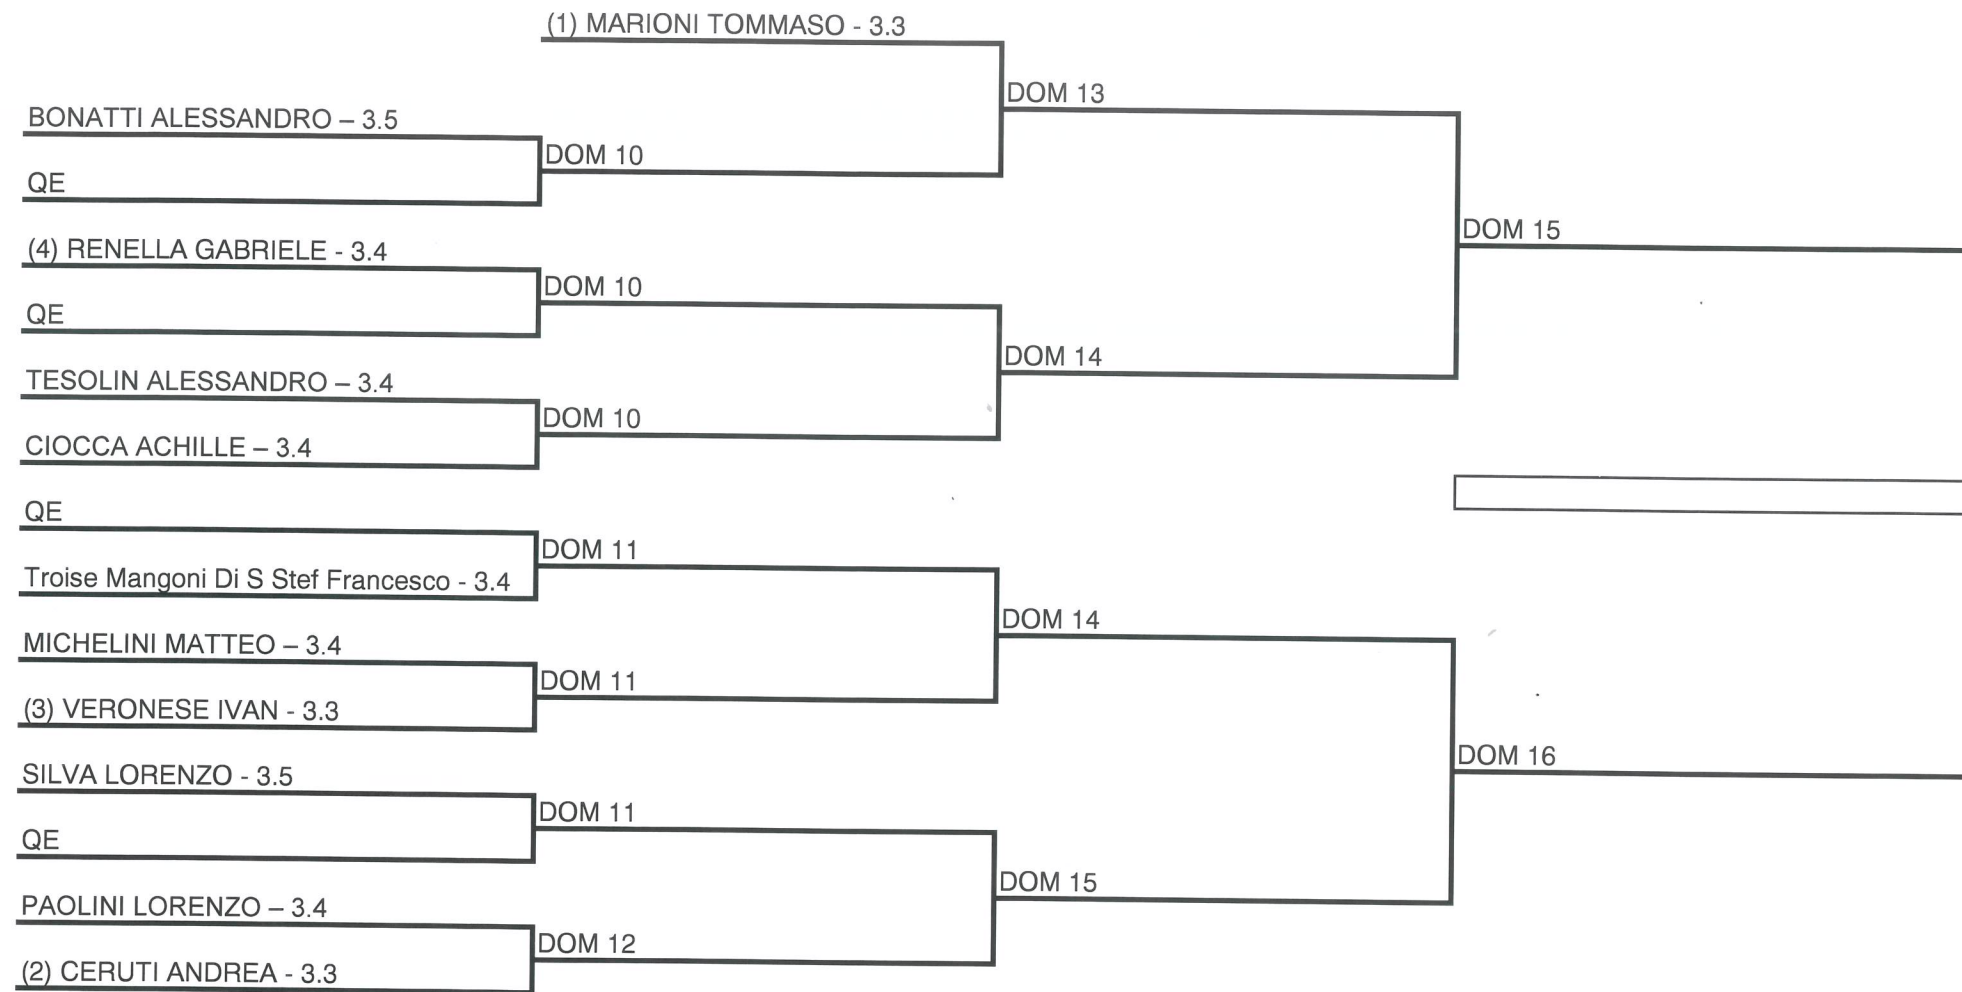 (1) MARIONI TOMMASO - 3.3
DOM 13
BONATTI ALESSANDRO – 3.5
DOM 10
QE
DOM 15
(4) RENELLA GABRIELE - 3.4
DOM 10
QE
DOM 14
TESOLIN ALESSANDRO – 3.4
DOM 10
CIOCCA ACHILLE – 3.4
QE
DOM 11
Troise Mangoni Di S Stef Francesco - 3.4
DOM 14
MICHELINI MATTEO – 3.4
DOM 11
(3) VERONESE IVAN - 3.3
DOM 16
SILVA LORENZO - 3.5
DOM 11
QE
DOM 15
PAOLINI LORENZO – 3.4
DOM 12
(2) CERUTI ANDREA - 3.3